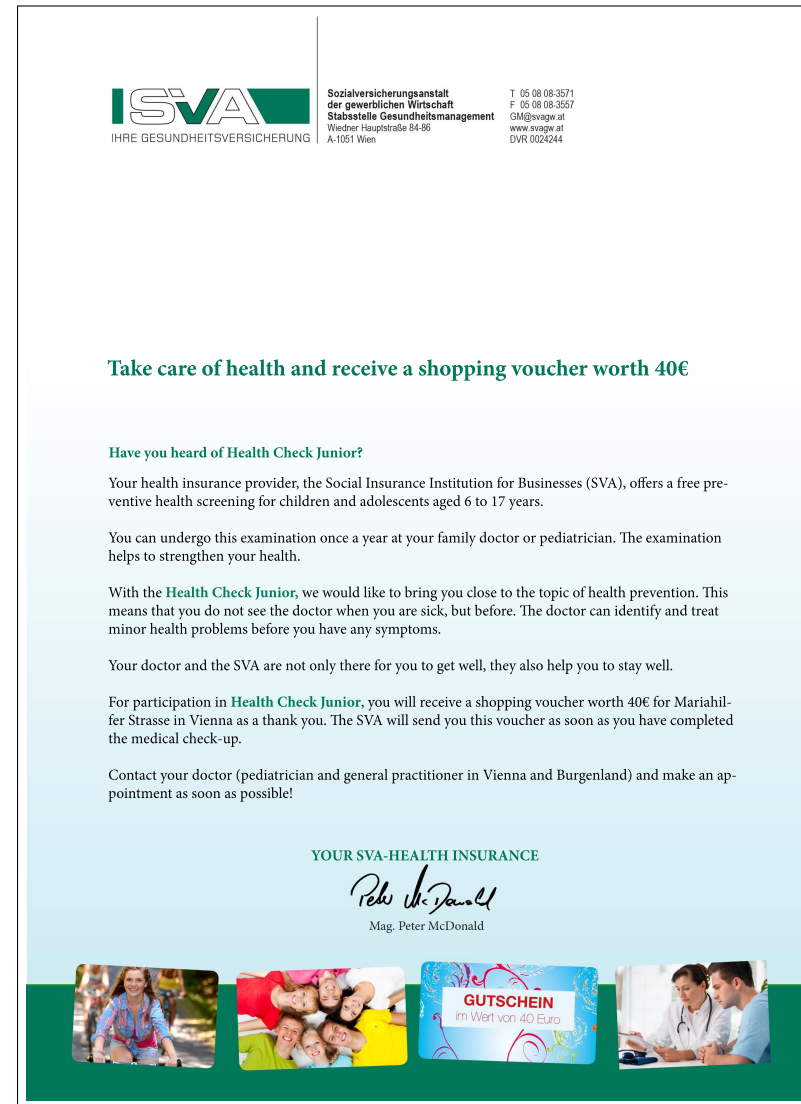 SVA
IHRE GESUNDHEITSVERSICHERUNG
Sozialversicherungsanstalt
der gewerblichen Wirtschaft
Stabsstelle Gesundheitsmanagement
Wiedner Hauptstraße 84-86
A-1051 Wien
T 05 08 08-3571
F 05 08 08-3557
GM@svagw.at
www.svagw.at
DVR 0024244
Take care of health and receive a shopping voucher worth 40€
Have you heard of Health Check Junior?
Your health insurance provider, the Social Insurance Institution for Businesses (SVA), offers a free pre-
ventive health screening for children and adolescents aged 6 to 17 years.
You can undergo this examination once a year at your family doctor or pediatrician. The examination
helps to strengthen your health.
With the Health Check Junior, we would like to bring you close to the topic of health prevention. This
means that you do not see the doctor when you are sick, but before. The doctor can identify and treat
minor health problems before you have any symptoms.
Your doctor and the SVA are not only there for you to get well, they also help you to stay well.
For participation in Health Check Junior, you will receive a shopping voucher worth 40€ for Mariahil-
fer Strasse in Vienna as a thank you. The SVA will send you this voucher as soon as you have completed
the medical check-up.
Contact your doctor (pediatrician and general practitioner in Vienna and Burgenland) and make an ap-
pointment as soon as possible!
YOUR SVA-HEALTH INSURANCE
Peter McDonald
Mag. Peter McDonald
GUTSCHEIN
im Wert von 40 Euro